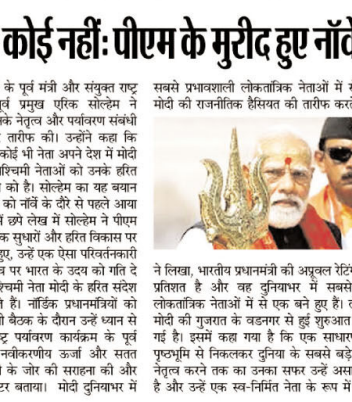 कोई नहीं: पीएम के मुरीद हुए नॉर्वे
के पूर्व मंत्री और संयुक्त राष्ट्र
पूर्व प्रमुख एरिक सोल्हेम ने
के नेतृत्व और पर्यावरण संबंधी
तारीफ की। उन्होंने कहा कि
कोई भी नेता अपने देश में मोदी
पश्चिमी नेताओं को उनके हरित
को है। सोल्हेम का यह बयान
को नॉर्वे के दौरे से पहले आया
में छपे लेख में सोल्हेम ने पीएम
क सुधारों और हरित विकास पर
हुए, उन्हें एक ऐसा परिवर्तनकारी
पर भारत के उदय को गति दे
नेता मोदी के हरित संदेश
ते हैं। नॉर्डिक प्रधानमंत्रियों को
बैठक के दौरान उन्हें ध्यान से
पर्यावरण कार्यक्रम के पूर्व
नवीकरणीय ऊर्जा और सतत
के जोर की सराहना की और
बताया। मोदी दुनियाभर में
सबसे प्रभावशाली लोकतांत्रिक नेताओं में
मोदी की राजनीतिक हैसियत की तारीफ करते
ने लिखा, भारतीय प्रधानमंत्री की अप्रूवल रेटिंग
प्रतिशत है और वह दुनियाभर में सबसे
लोकतांत्रिक नेताओं में से एक बने हुए हैं।
मोदी की गुजरात के वडनगर से हुई शुरुआत
गई है। इसमें कहा गया है कि एक साधारण
पृष्ठभूमि से निकलकर दुनिया के सबसे बड़े
नेतृत्व करने तक का उनका सफर उन्हें अस
है और उन्हें एक स्व-निर्मित नेता के रूप में